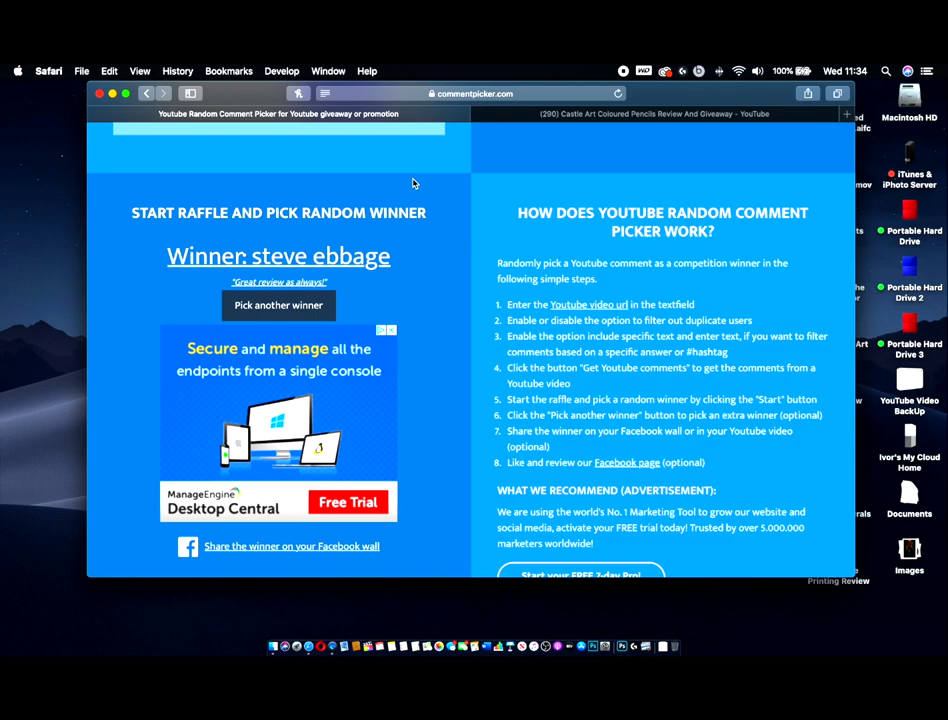 Safari File Edit View History Bookmarks Develop Window Help
100%
Wed 11:34
commentpicker.com
Youtube Random Comment Picker for Youtube giveaway or promotion
(290) Castle Art Coloured Pencils Review And Giveaway - YouTube
START RAFFLE AND PICK RANDOM WINNER
Winner: steve ebbage
"Great review as always!"
Pick another winner
Secure and manage all the
endpoints from a single console
ManageEngine
Desktop Central
Free Trial
Share the winner on your Facebook wall
HOW DOES YOUTUBE RANDOM COMMENT
PICKER WORK?
Randomly pick a Youtube comment as a competition winner in the
following simple steps.
1. Enter the Youtube video url in the textfield
2. Enable or disable the option to filter out duplicate users
3. Enable the option include specific text and enter text, if you want to filter
comments based on a specific answer or #hashtag
4. Click the button "Get Youtube comments" to get the comments from a
Youtube video
5. Start the raffle and pick a random winner by clicking the "Start" button
6. Click the "Pick another winner" button to pick an extra winner (optional)
7. Share the winner on your Facebook wall or in your Youtube video
(optional)
8. Like and review our Facebook page (optional)
WHAT WE RECOMMEND (ADVERTISEMENT):
We are using the world's No. 1 Marketing Tool to grow our website and
social media, activate your FREE trial today! Trusted by over 5.000.000
marketers worldwide!
Start your FREE 7-day Pro!
Macintosh HD
iTunes &
iPhoto Server
Portable Hard
Drive
Portable Hard
Drive 2
Portable Hard
Drive 3
YouTube Video
BackUp
Ivor's My Cloud
Home
Documents
Images
Printing Review